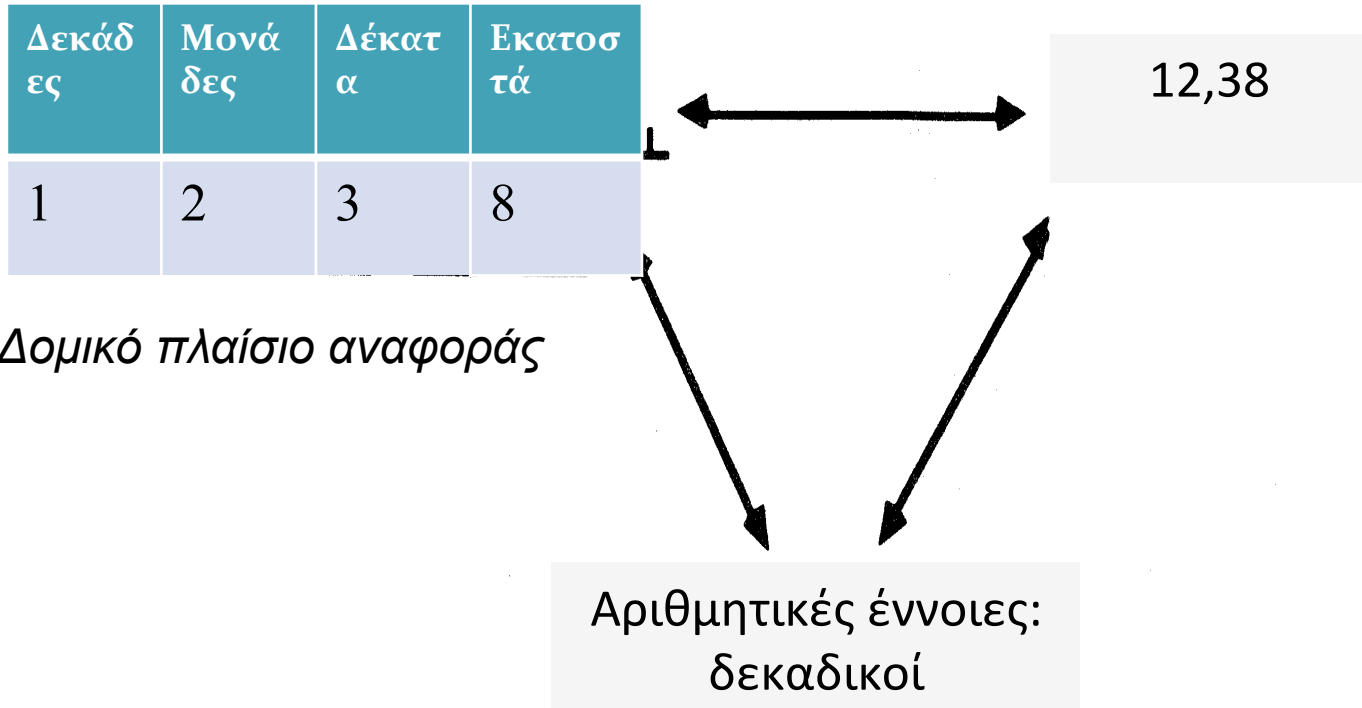 Δεκάδ Μονά Δέκατ Εκατοσ
ες δες α τά
1 2 3 8
12,38
Δομικό πλαίσιο αναφοράς
Αριθμητικές έννοιες:
δεκαδικοί